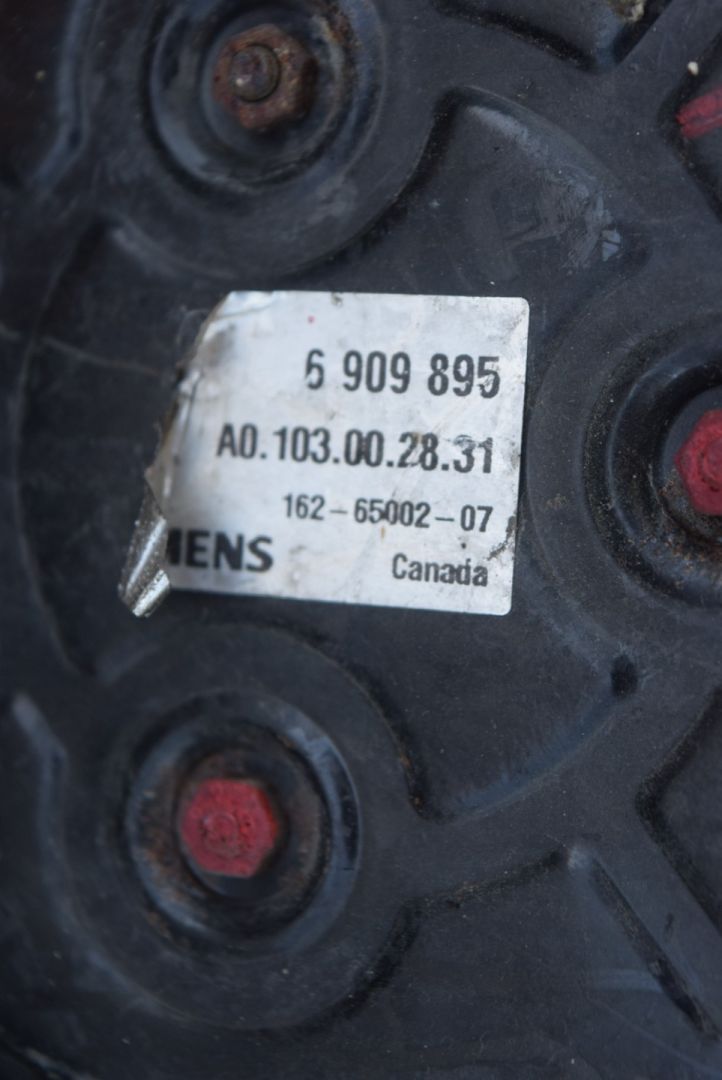 6 909 895
A0.103.00.28.31
162-65002-07
IENS Canada